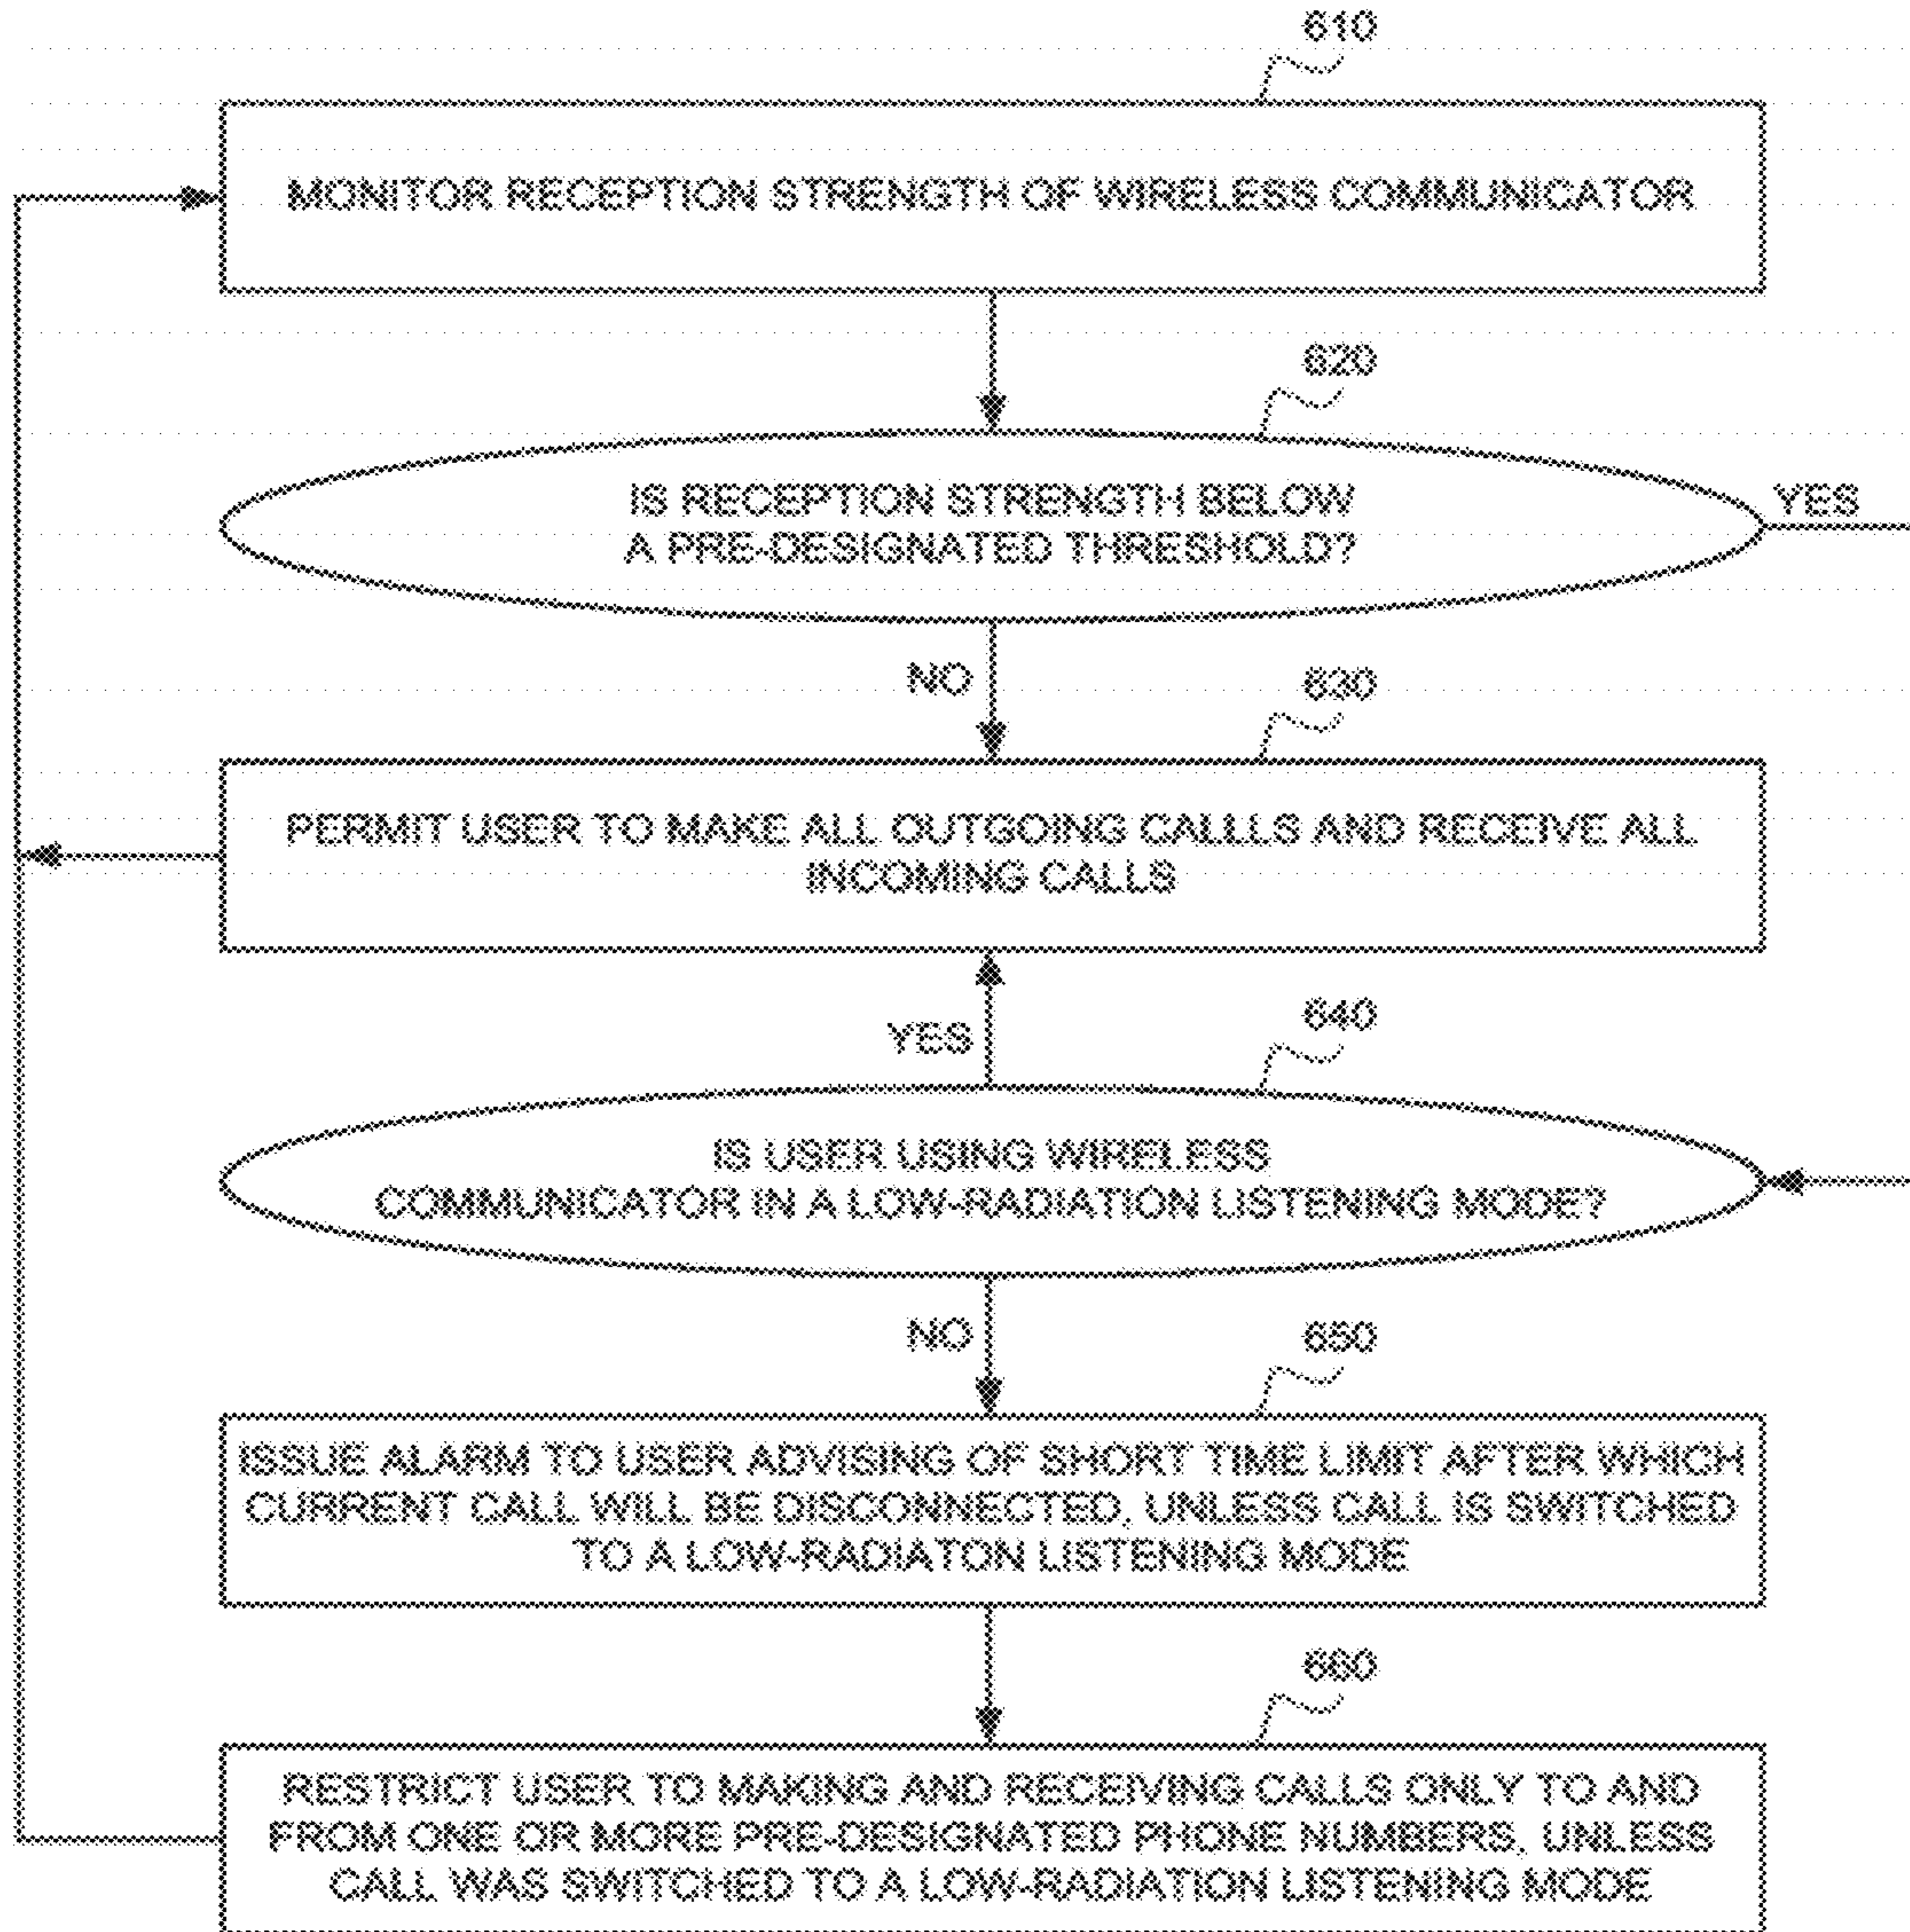 610
MONITOR RECEPTION STRENGTH OF WIRELESS COMMUNICATOR
620
IS RECEPTION STRENGTH BELOW
A PRE-DESIGNATED THRESHOLD?
YES
NO
630
PERMIT USER TO MAKE ALL OUTGOING CALLLS AND RECEIVE ALL
INCOMING CALLS
YES
640
IS USER USING WIRELESS
COMMUNICATOR IN A LOW-RADIATION LISTENING MODE?
NO
650
ISSUE ALARM TO USER ADVISING OF SHORT TIME LIMIT AFTER WHICH
CURRENT CALL WILL BE DISCONNECTED, UNLESS CALL IS SWITCHED
TO A LOW-RADIATON LISTENING MODE
660
RESTRICT USER TO MAKING AND RECEIVING CALLS ONLY TO AND
FROM ONE OR MORE PRE-DESIGNATED PHONE NUMBERS, UNLESS
CALL WAS SWITCHED TO A LOW-RADIATION LISTENING MODE